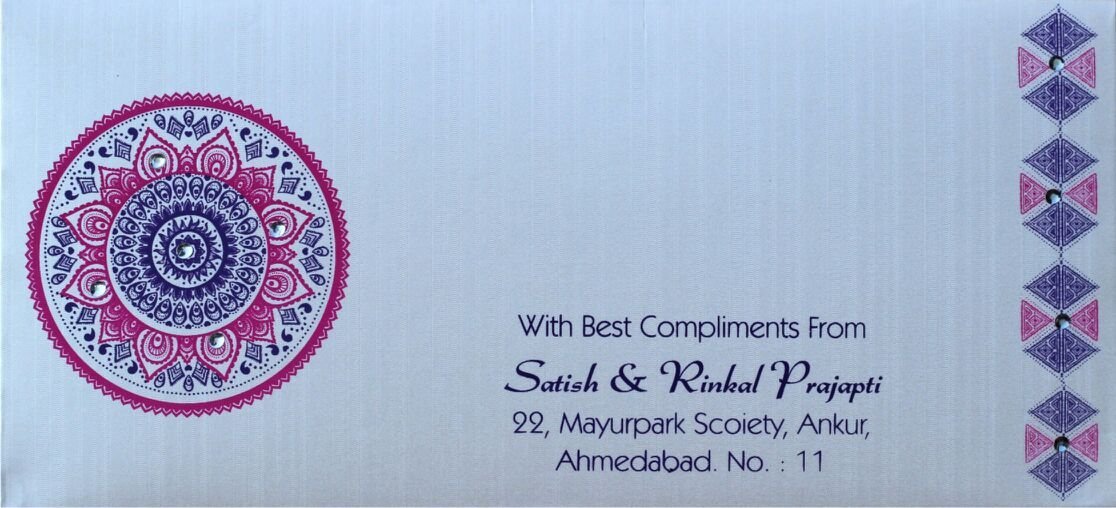 With Best Compliments From
Satish & Rinkal Prajapti
22, Mayurpark Scoiety, Ankur,
Ahmedabad. No. : 11